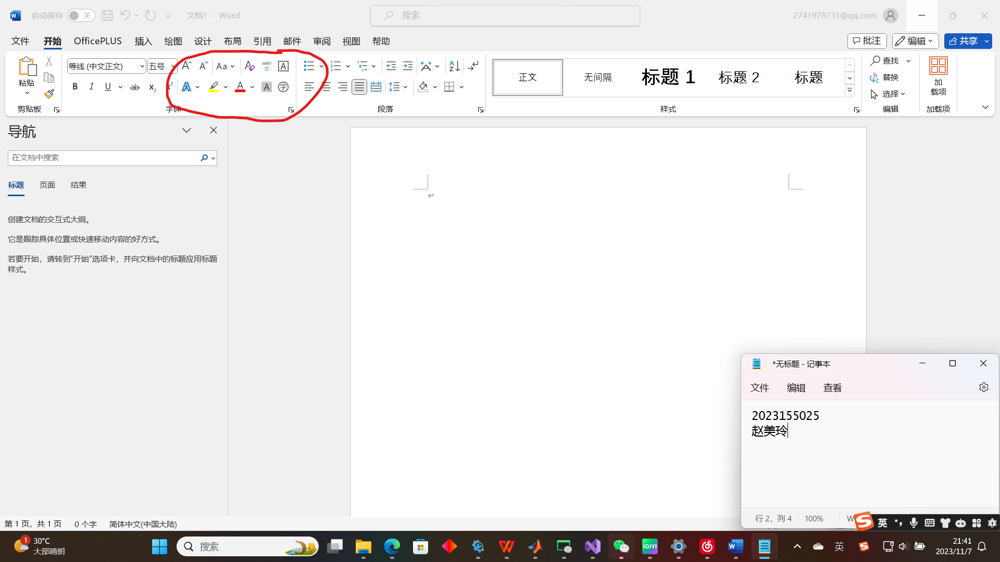 自动保存 关 文档1 - Word 搜索 2741978731@qq.com
文件 开始 OfficePLUS 插入 绘图 设计 布局 引用 邮件 审阅 视图 帮助 批注 编辑 共享
粘贴
剪贴板
等线 (中文正文) 五号 Aa wén 文 A
B I U ab x₂ x² A A A 字
字体
段落
正文 无间隔 标题 1 标题 2 标题
样式
查找
替换
选择
编辑
加
载项
加载项
导航
在文档中搜索
标题 页面 结果
创建文档的交互式大纲。
它是跟踪具体位置或快速移动内容的好方式。
若要开始，请转到“开始”选项卡，并向文档中的标题应用标题
样式。
*无标题 - 记事本
文件 编辑 查看
2023155025
赵美玲
行 2，列 4 100% W
英
第 1 页，共 1 页 0 个字 简体中文(中国大陆)
1 30°C
大部晴朗
搜索
iQIYI
英
21:41
2023/11/7